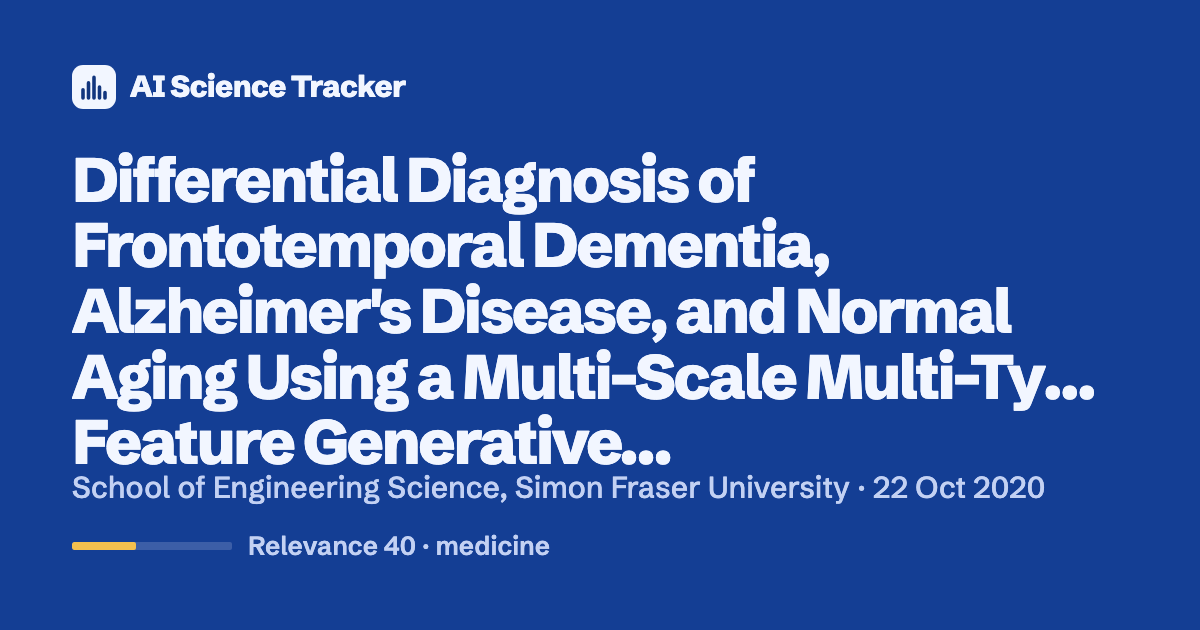 AI Science Tracker
Differential Diagnosis of
Frontotemporal Dementia,
Alzheimer's Disease, and Normal
Aging Using a Multi-Scale Multi-Ty...
Feature Generative...
School of Engineering Science, Simon Fraser University · 22 Oct 2020
Relevance 40 · medicine